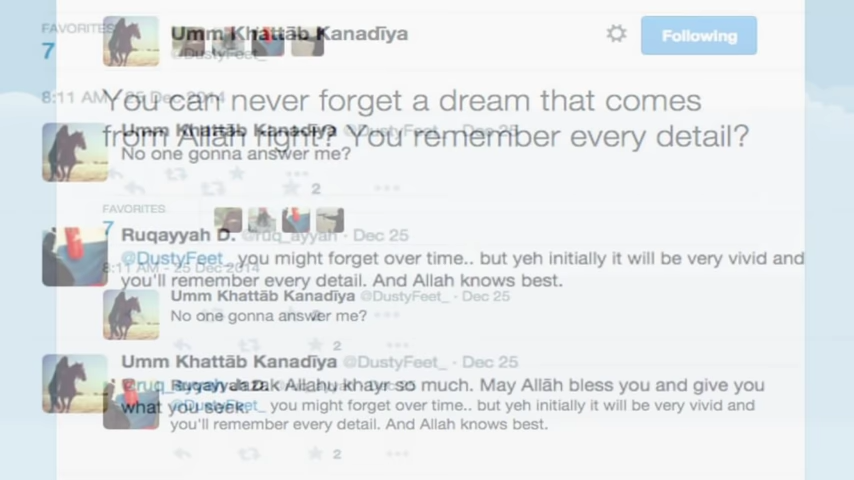 FAVORITES
7
Umm Khattāb Kanadīya
@DustyFeet_
Following
8:11 AM - 25 Dec 2014
You can never forget a dream that comes
from Allah right? You remember every detail?
Umm Khattāb Kanadīya @DustyFeet_ · Dec 25
No one gonna answer me?
2
FAVORITES
7
Ruqayyah D. @ruq_ayyah · Dec 25
@DustyFeet_ you might forget over time.. but yeh initially it will be very vivid and
you'll remember every detail. And Allah knows best.
8:11 AM - 25 Dec 2014
Umm Khattāb Kanadīya @DustyFeet_ · Dec 25
No one gonna answer me?
2
Umm Khattāb Kanadīya @DustyFeet_ · Dec 25
@ruq_ayyah Jazak Allahu khayr so much. May Allāh bless you and give you
what you seek.
Ruqayyah D.
@DustyFeet_ you might forget over time.. but yeh initially it will be very vivid and
you'll remember every detail. And Allah knows best.
2